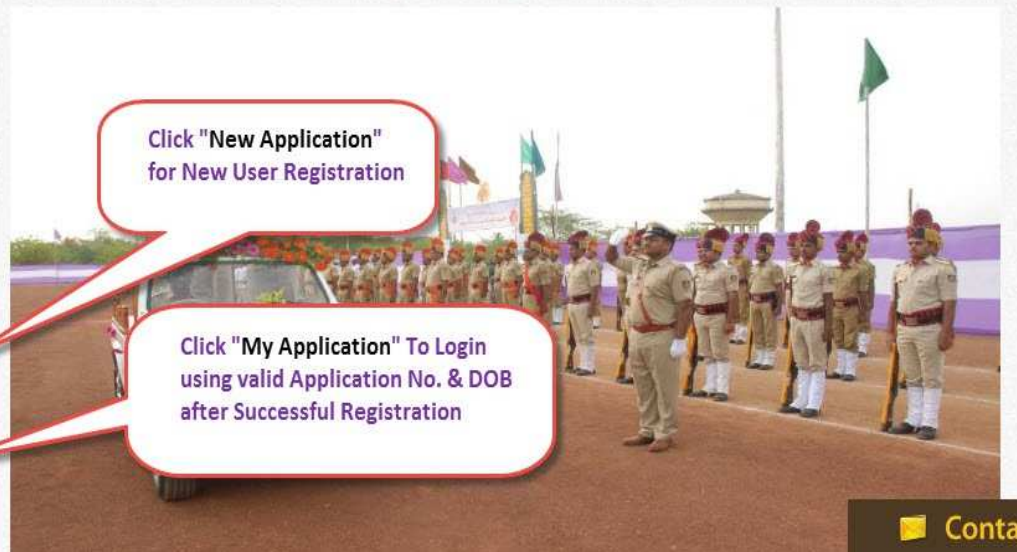 Click "New Application"
for New User Registration
Click "My Application" To Login
using valid Application No. & DOB
after Successful Registration